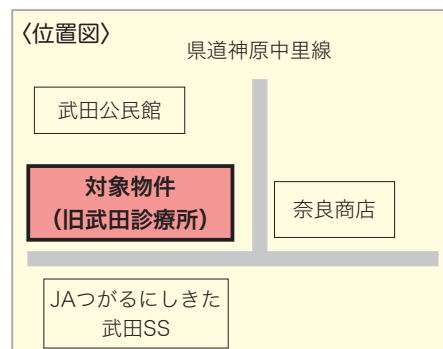 〈位置図〉
県道神原中里線
武田公民館
対象物件
（旧武田診療所）
奈良商店
JAつがるにしきた
武田SS